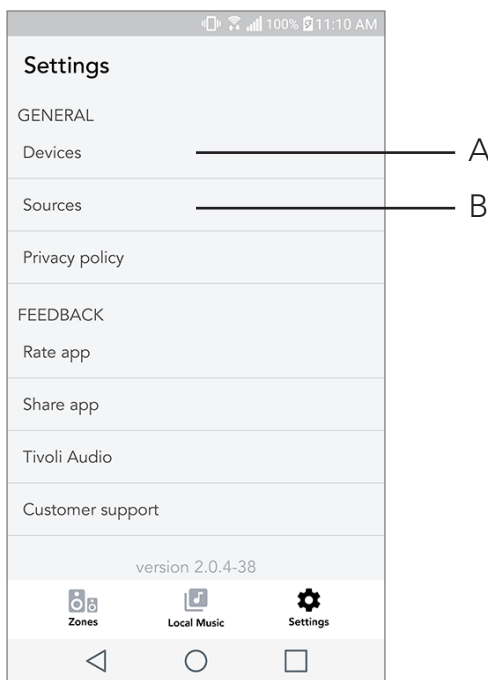 100% 11:10 AM
Settings
GENERAL
Devices
A
Sources
B
Privacy policy
FEEDBACK
Rate app
Share app
Tivoli Audio
Customer support
version 2.0.4-38
Zones Local Music Settings